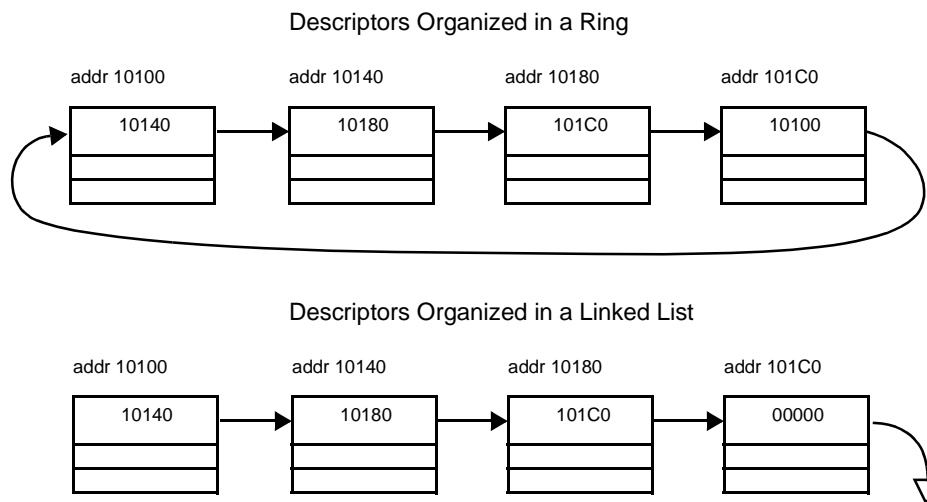 Descriptors Organized in a Ring
addr 10100 addr 10140 addr 10180 addr 101C0
10140 10180 101C0 10100
Descriptors Organized in a Linked List
addr 10100 addr 10140 addr 10180 addr 101C0
10140 10180 101C0 00000